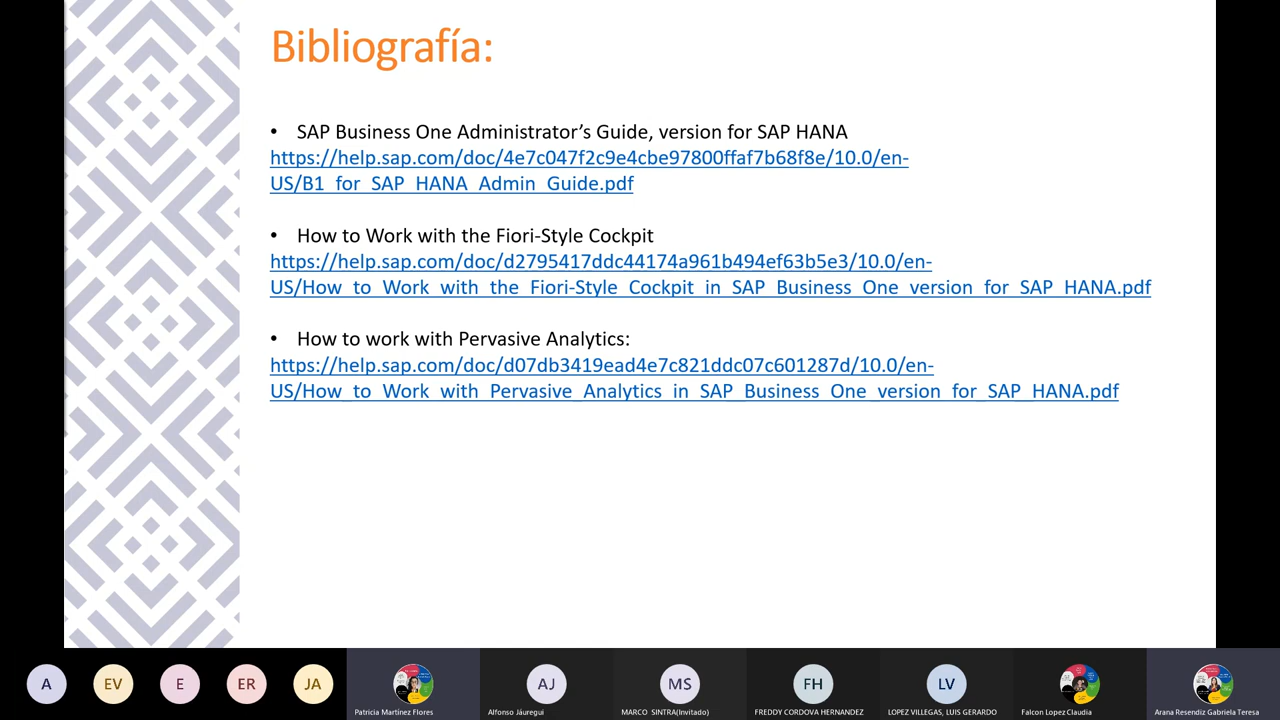 Bibliografía:
• SAP Business One Administrator’s Guide, version for SAP HANA
https://help.sap.com/doc/4e7c047f2c9e4cbe97800ffaf7b68f8e/10.0/en-
US/B1_for_SAP_HANA_Admin_Guide.pdf
• How to Work with the Fiori-Style Cockpit
https://help.sap.com/doc/d2795417ddc44174a961b494ef63b5e3/10.0/en-
US/How_to_Work_with_the_Fiori-Style_Cockpit_in_SAP_Business_One_version_for_SAP_HANA.pdf
• How to work with Pervasive Analytics:
https://help.sap.com/doc/d07db3419ead4e7c821ddc07c601287d/10.0/en-
US/How_to_Work_with_Pervasive_Analytics_in_SAP_Business_One_version_for_SAP_HANA.pdf
A EV E ER JA AJ MS FH LV
Patricia Martínez Flores Alfonso Jáuregui MARCO SINTRA(Invitado) FREDDY CORDOVA HERNANDEZ LOPEZ VILLEGAS, LUIS GERARDO Falcon Lopez Claudia Arana Resendiz Gabriela Teresa